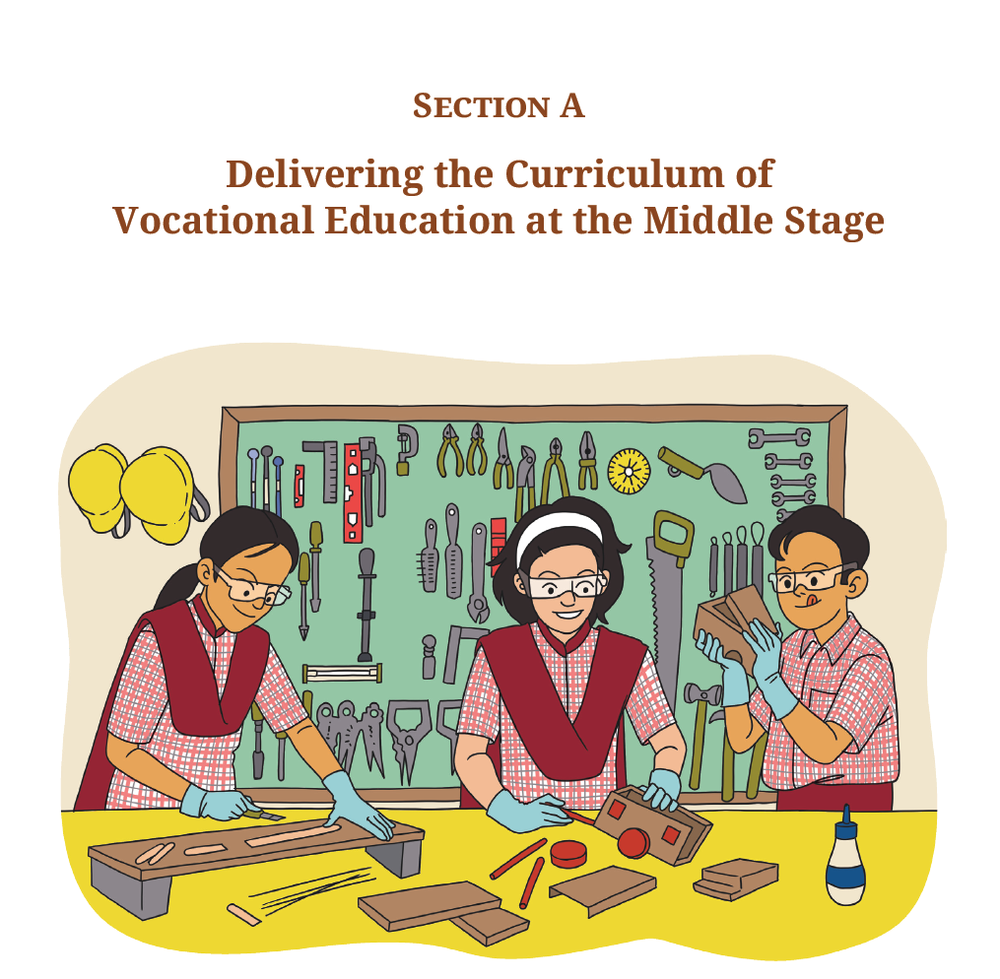 Section A
Delivering the Curriculum of
Vocational Education at the Middle Stage